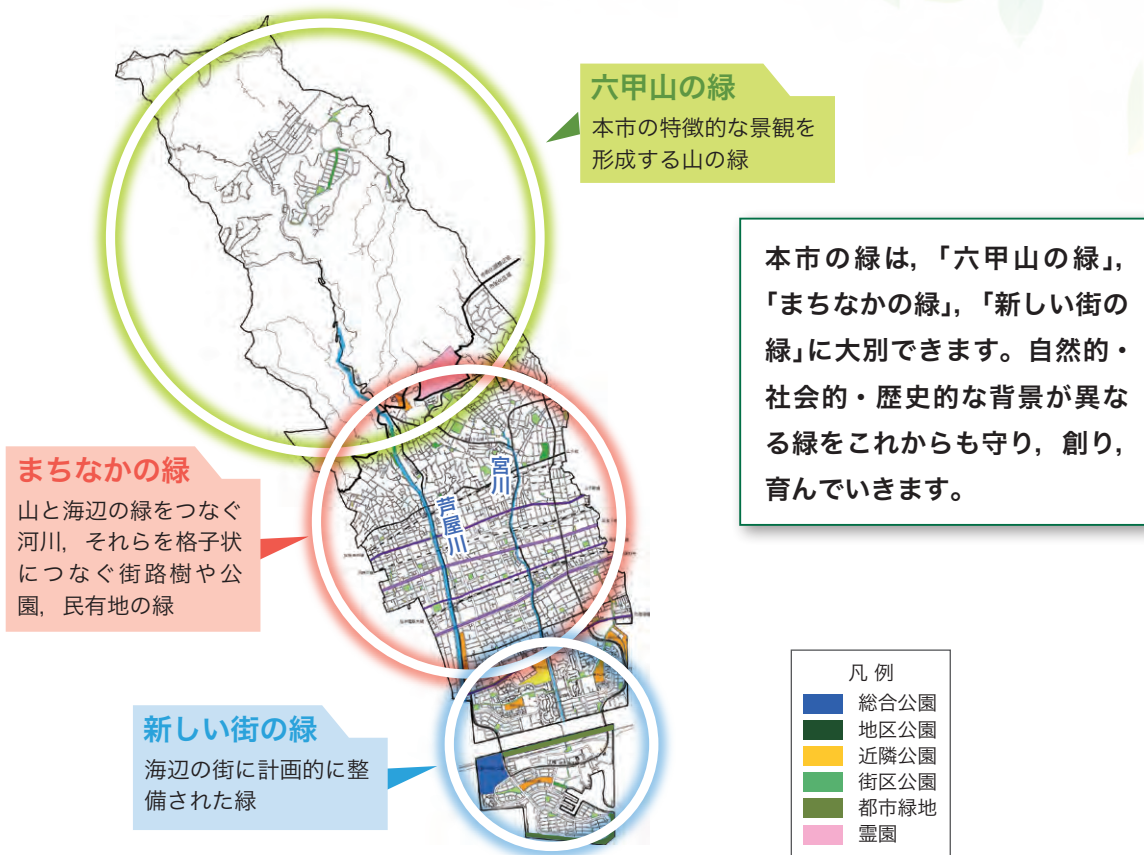 六甲山の緑
本市の特徴的な景観を
形成する山の緑
本市の緑は,「六甲山の緑」,
「まちなかの緑」,「新しい街の
緑」に大別できます。自然的・
社会的・歴史的な背景が異な
る緑をこれからも守り, 創り,
育んでいきます。
まちなかの緑
山と海辺の緑をつなぐ
河川, それらを格子状
につなぐ街路樹や公
園, 民有地の緑
宮川
芦屋川
新しい街の緑
海辺の街に計画的に整
備された緑
凡 例
総合公園
地区公園
近隣公園
街区公園
都市緑地
霊園